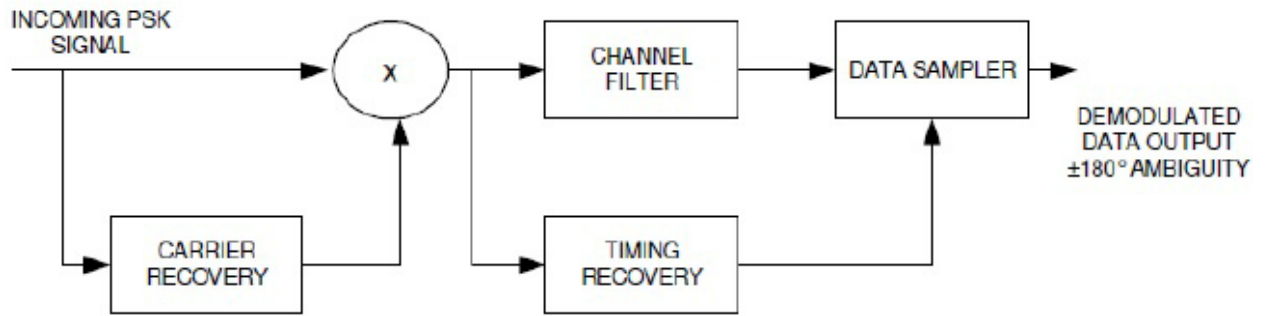 INCOMING PSK
SIGNAL
X
CHANNEL
FILTER
DATA SAMPLER
DEMODULATED
DATA OUTPUT
±180° AMBIGUITY
CARRIER
RECOVERY
TIMING
RECOVERY